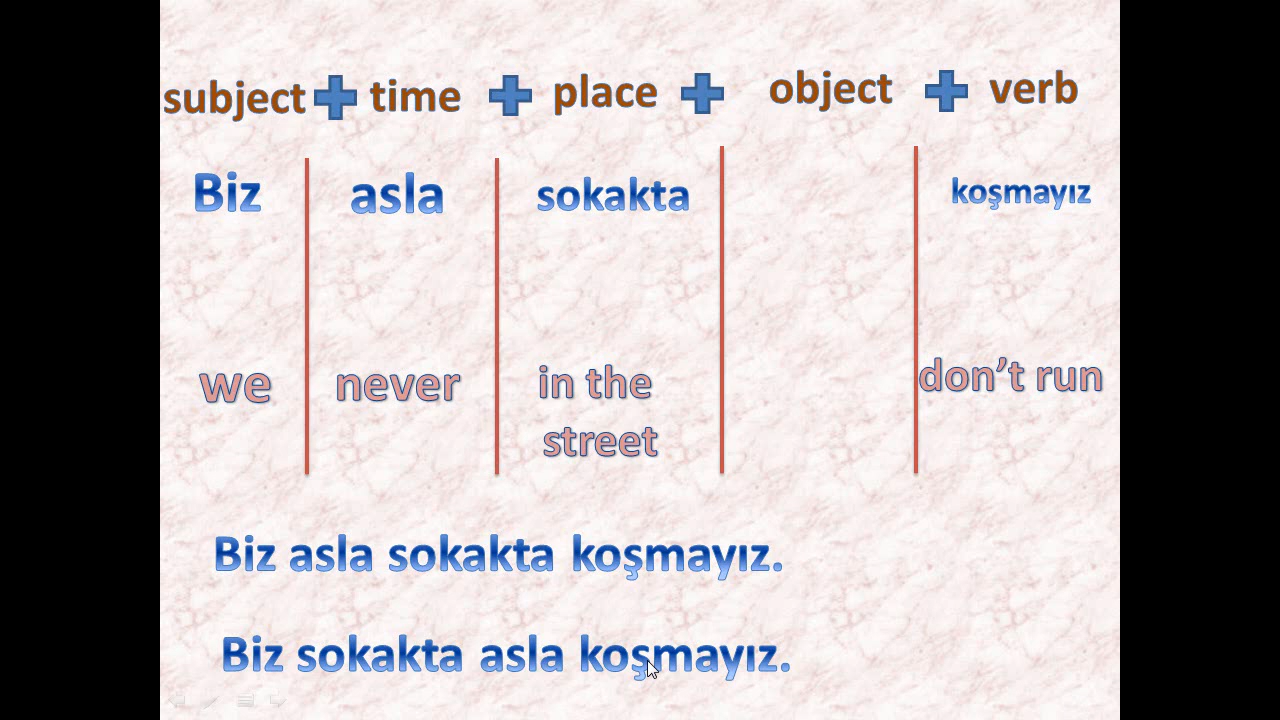 subject + time + place + object + verb
Biz asla sokakta koşmayız
we never in the don't run
street
Biz asla sokakta koşmayız.
Biz sokakta asla koşmayız.